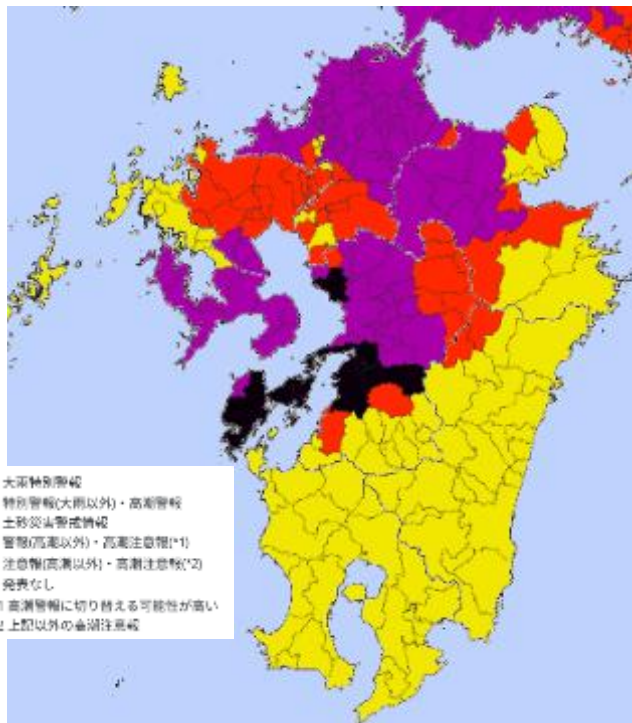 大雨特別警報
特別警報(大雨以外)・高潮警報
土砂災害警戒情報
警報(高潮以外)・高潮注意報(*1)
注意報(高潮以外)・高潮注意報(*2)
発表なし
1 高潮警報に切り替える可能性が高い
2 上記以外の高潮注意報